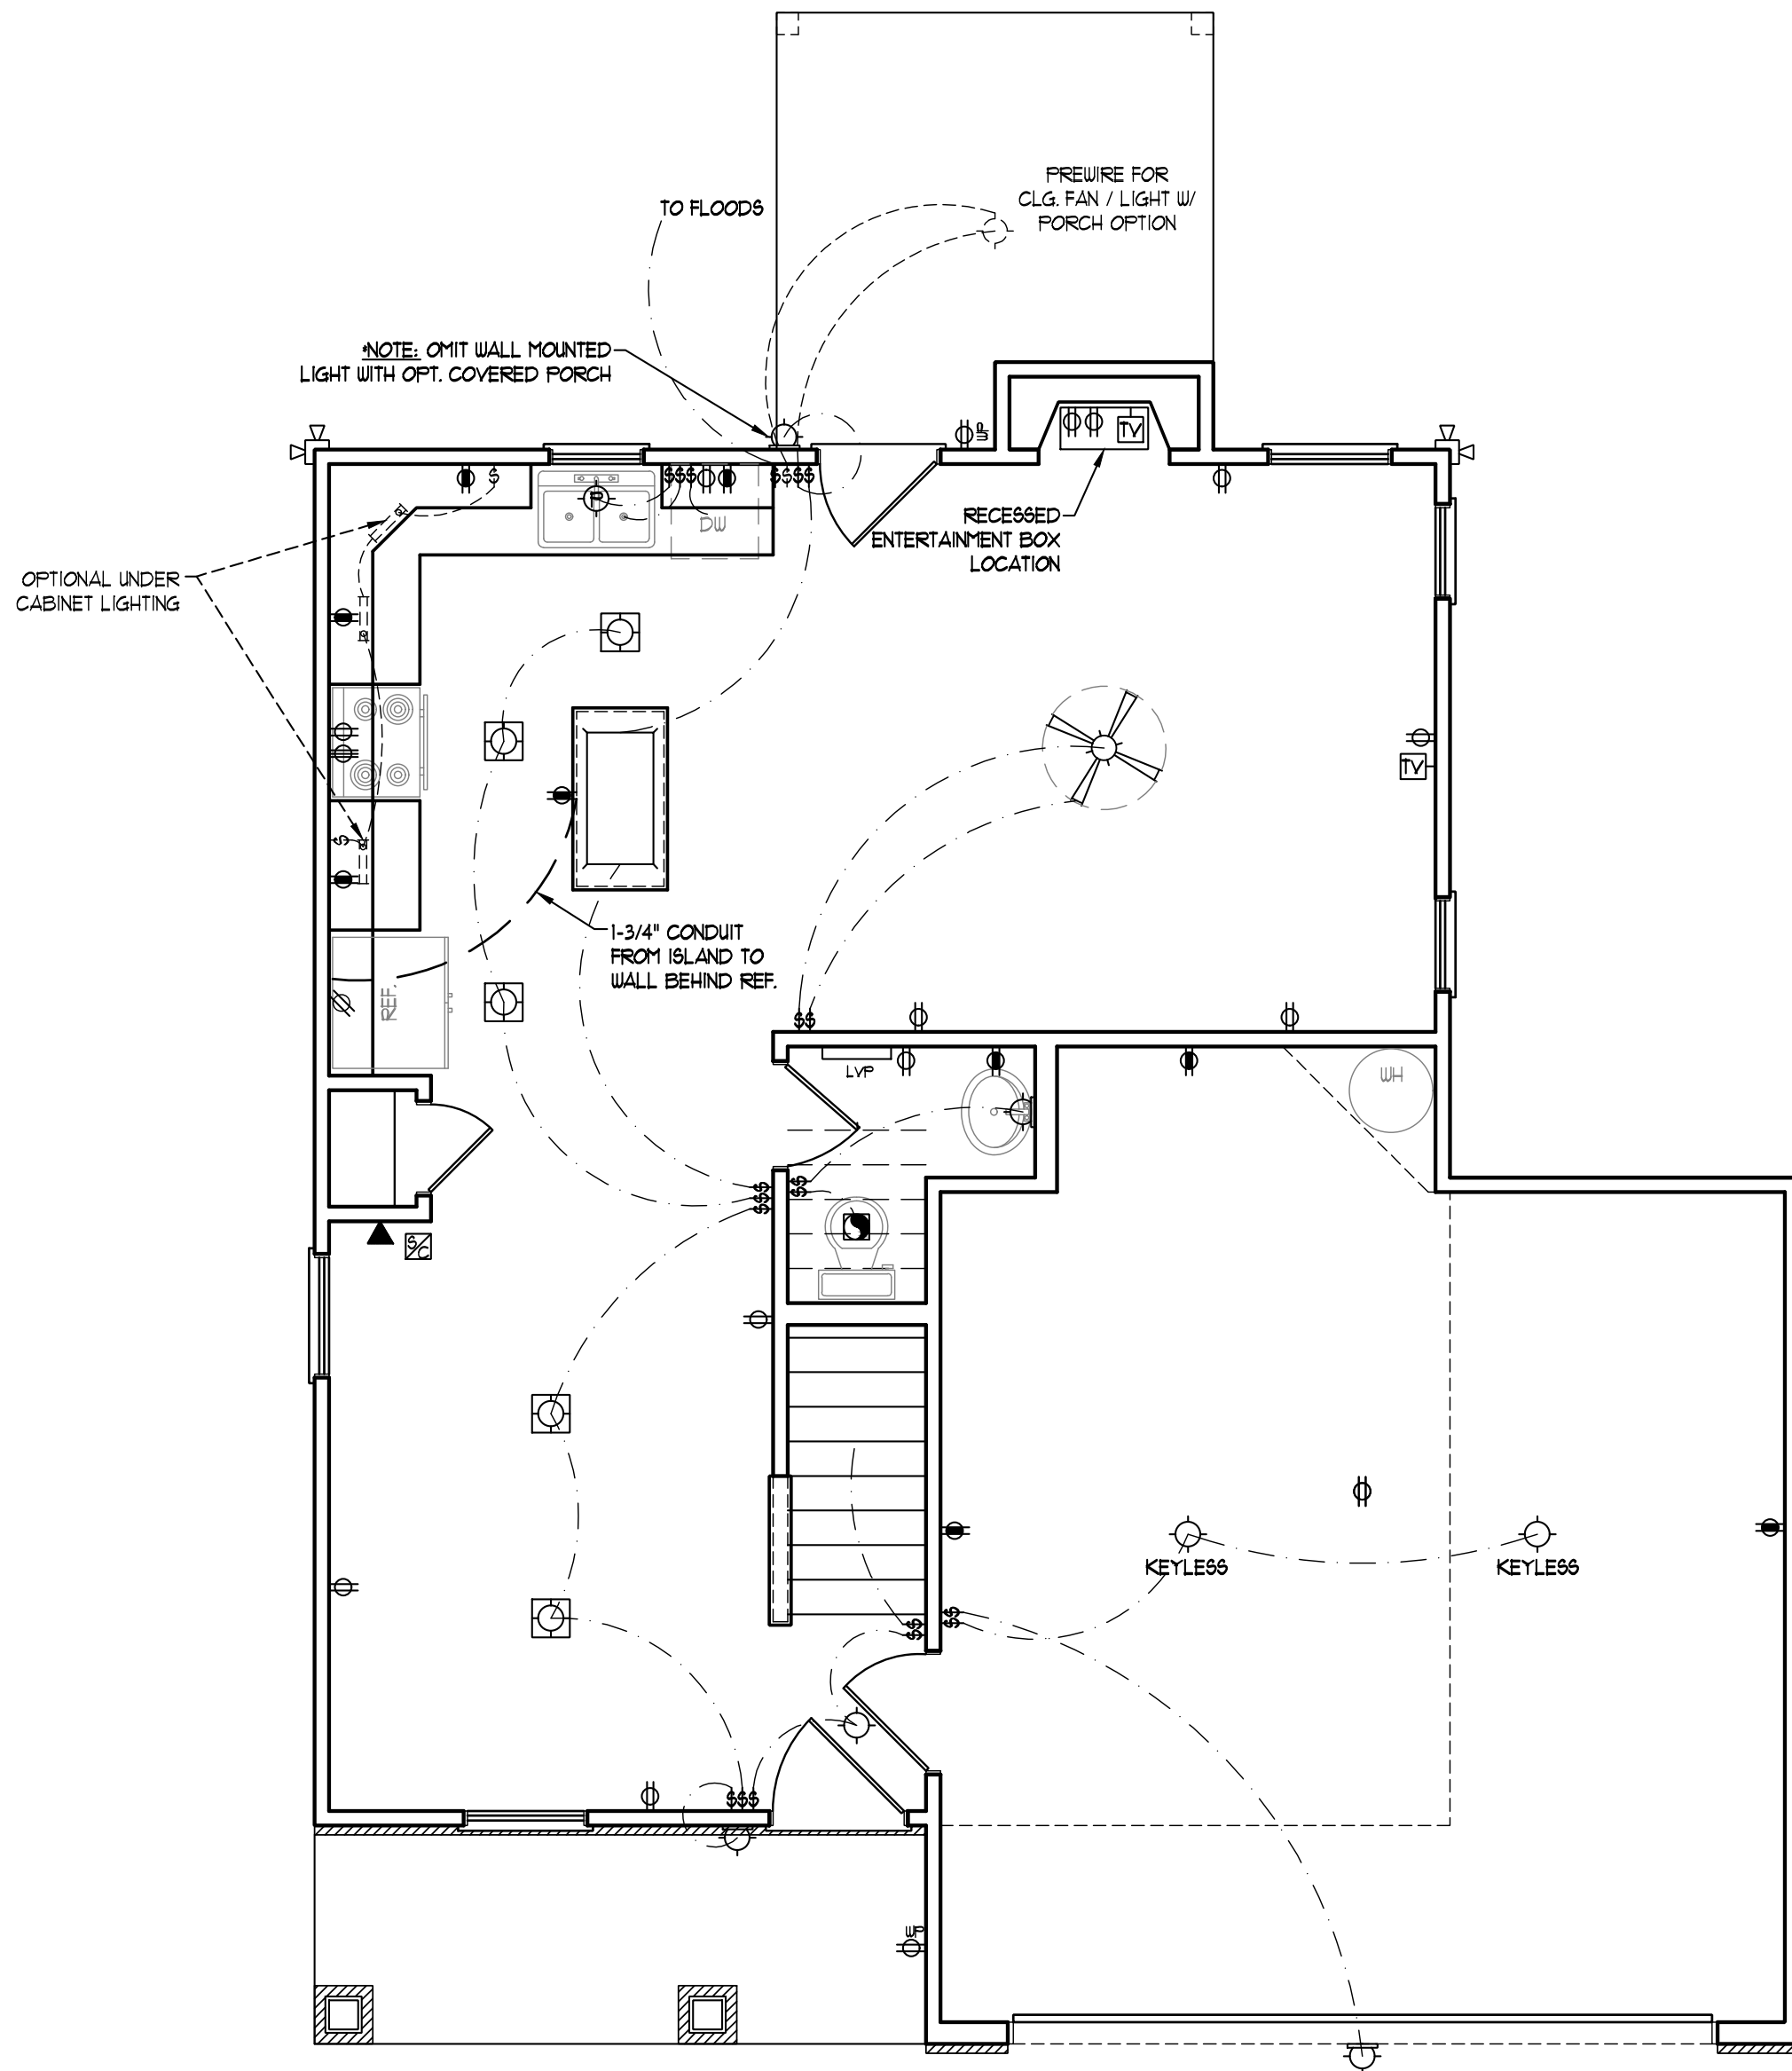 PREWIRE FOR
CLG. FAN / LIGHT W/
PORCH OPTION
TO FLOODS
*NOTE: OMIT WALL MOUNTED
LIGHT WITH OPT. COVERED PORCH
WP
TV
$
P
$$$
$$$$
DW
RECESSED
ENTERTAINMENT BOX
LOCATION
OPTIONAL UNDER
CABINET LIGHTING
TV
$
1-3/4" CONDUIT
FROM ISLAND TO
WALL BEHIND REF.
REF.
$$
LVP
WH
$$$
$$
S/C
KEYLESS
KEYLESS
$$
$$
$$$
WP